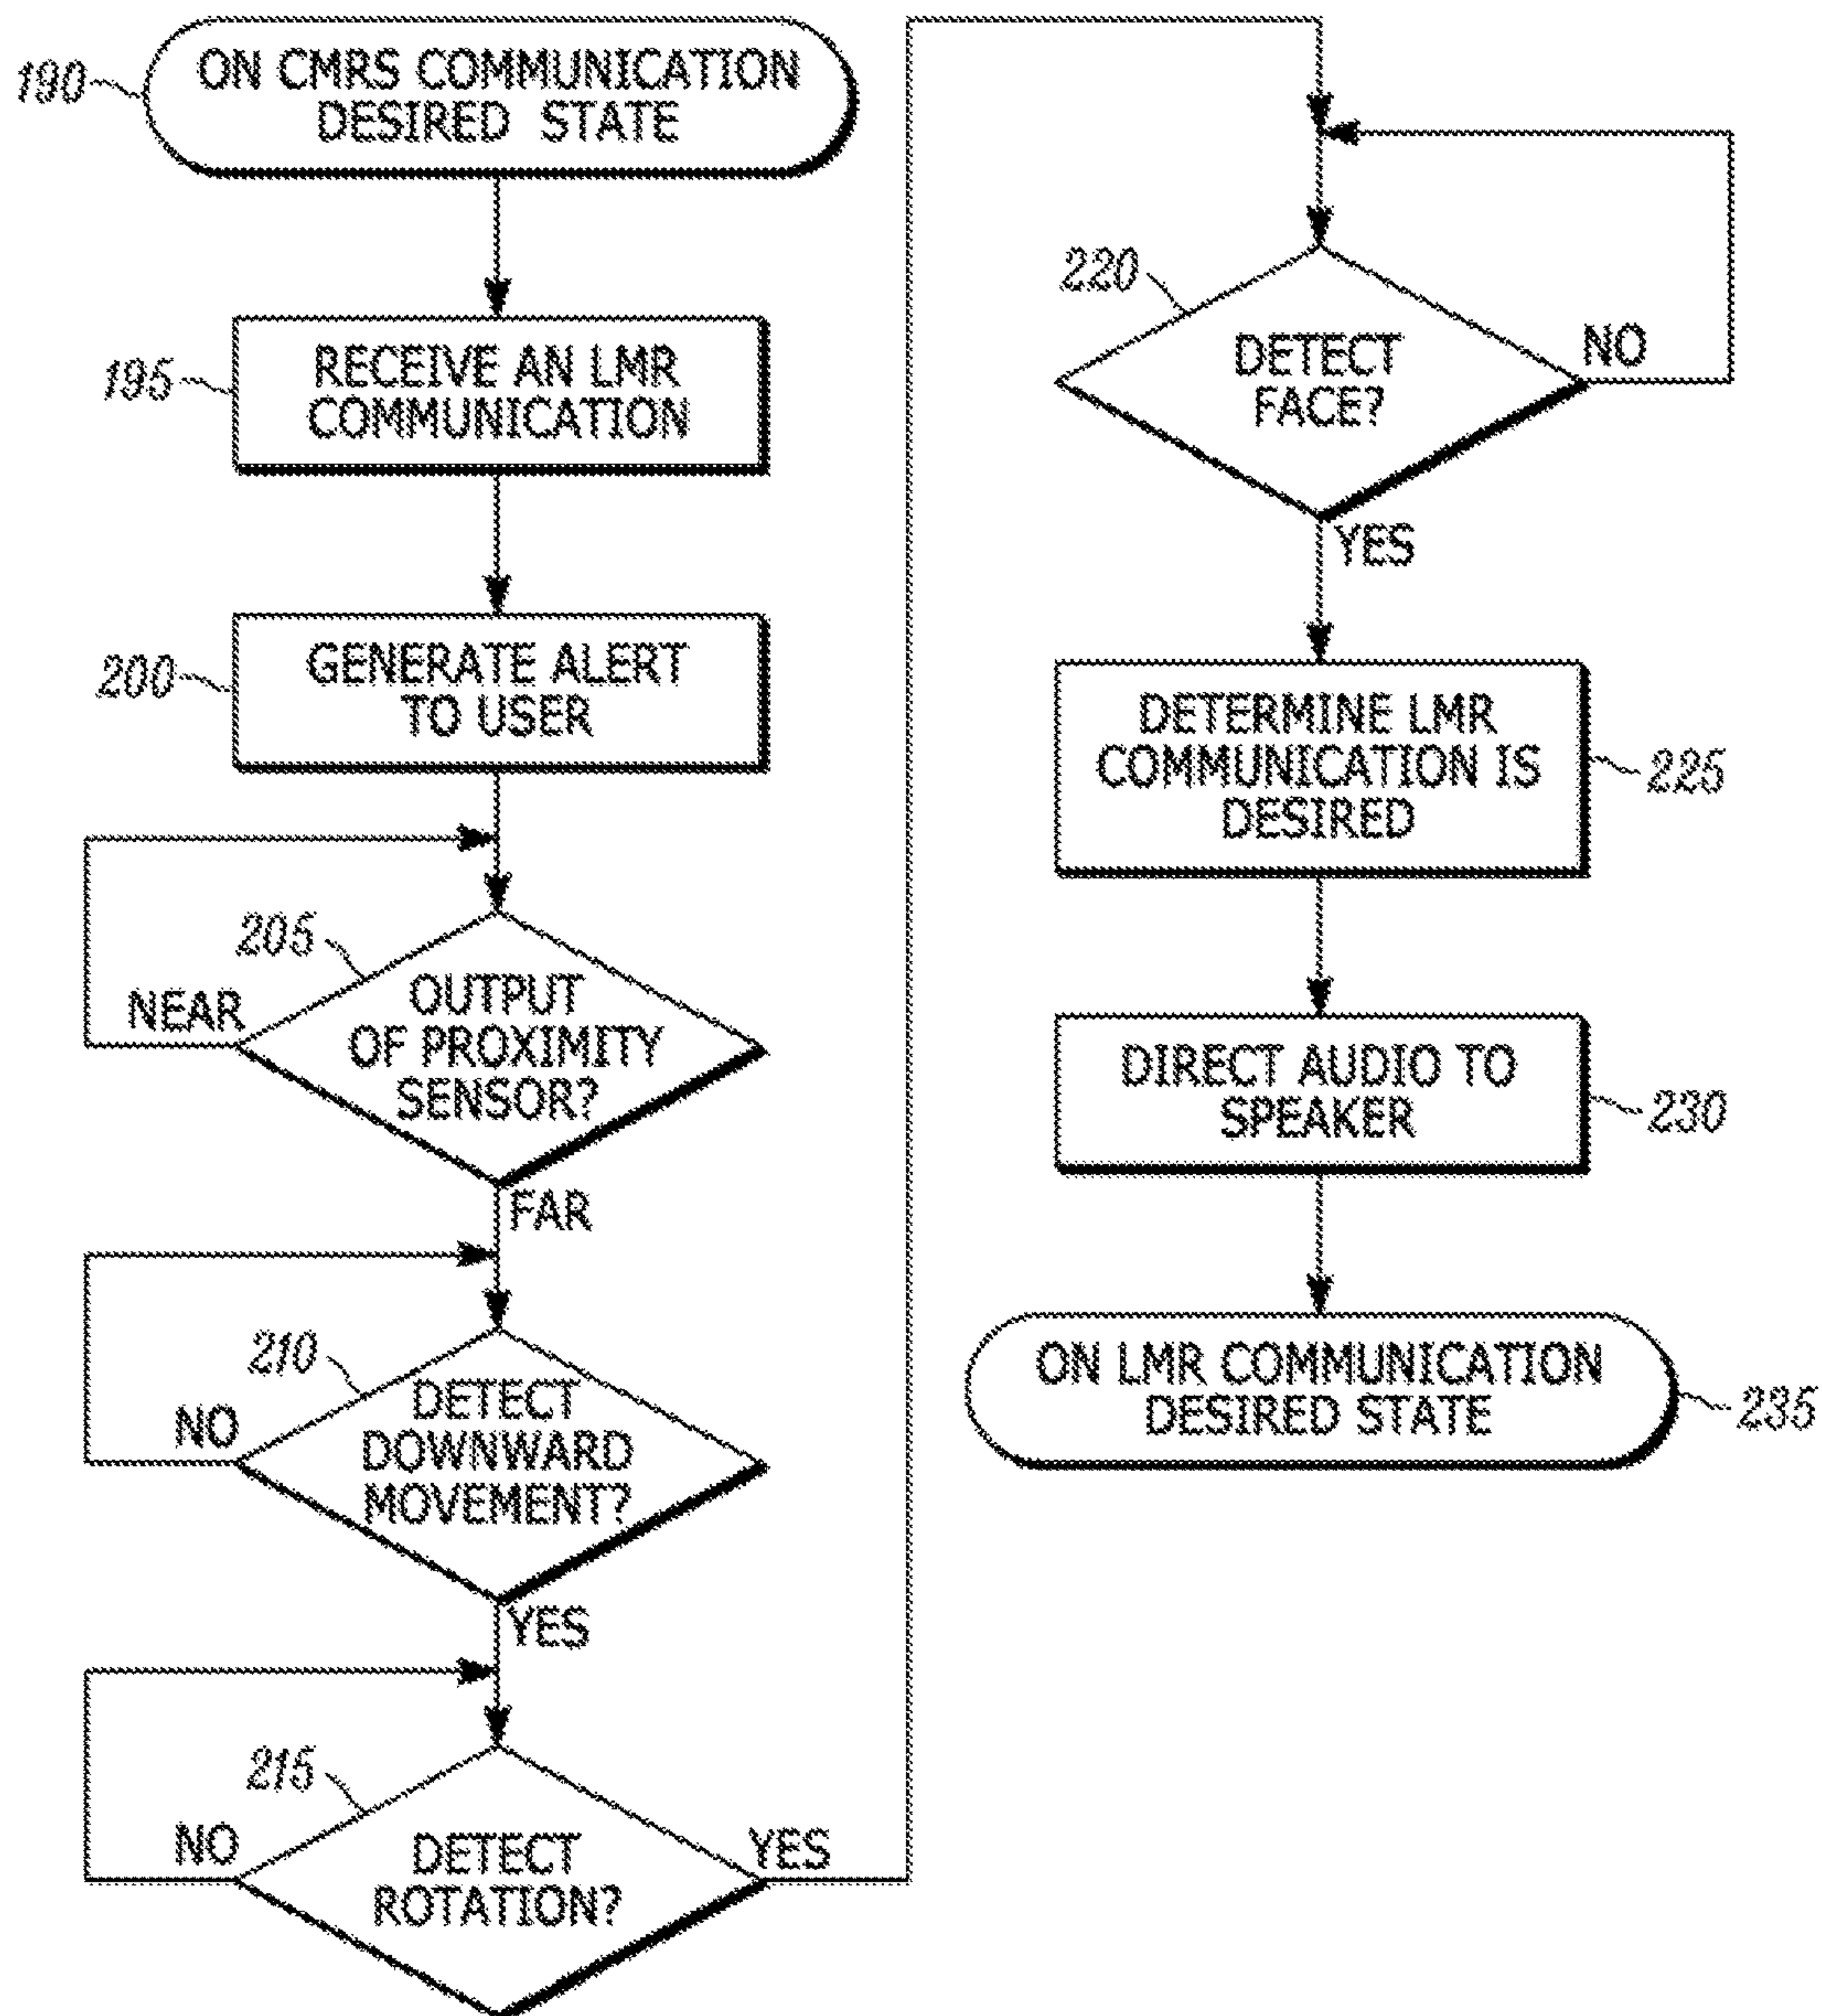 190
ON CMRS COMMUNICATION
DESIRED STATE
195
RECEIVE AN LMR
COMMUNICATION
200
GENERATE ALERT
TO USER
205
NEAR
OUTPUT
OF PROXIMITY
SENSOR?
FAR
210
NO
DETECT
DOWNWARD
MOVEMENT?
YES
215
NO
DETECT
ROTATION?
YES
220
DETECT
FACE?
NO
YES
DETERMINE LMR
COMMUNICATION IS
DESIRED
225
DIRECT AUDIO TO
SPEAKER
230
ON LMR COMMUNICATION
DESIRED STATE
235